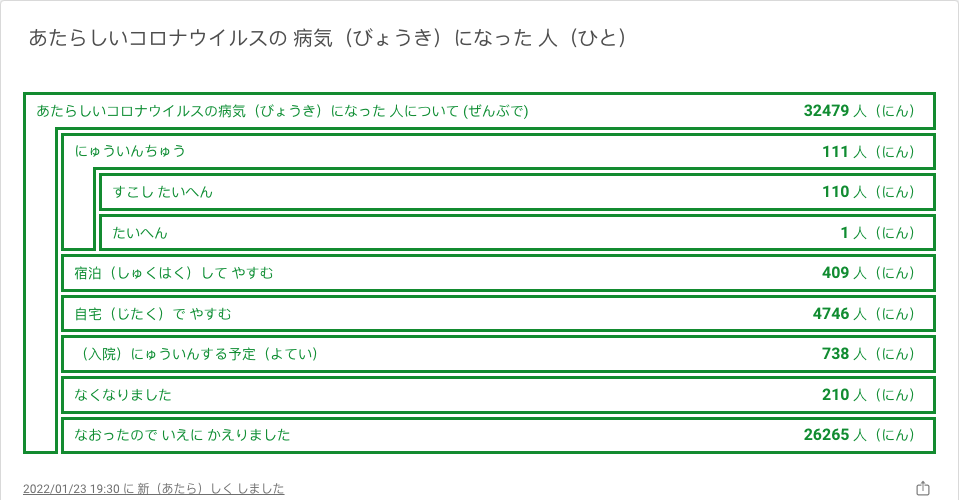 あたらしいコロナウイルスの 病気（びょうき）になった 人（ひと）
あたらしいコロナウイルスの病気（びょうき）になった 人について (ぜんぶで) 32479 人（にん）
にゅういんちゅう 111 人（にん）
すこし たいへん 110 人（にん）
たいへん 1 人（にん）
宿泊（しゅくはく）して やすむ 409 人（にん）
自宅（じたく）で やすむ 4746 人（にん）
（入院）にゅういんする予定（よてい） 738 人（にん）
なくなりました 210 人（にん）
なおったので いえに かえりました 26265 人（にん）
2022/01/23 19:30 に 新（あたら）しく しました